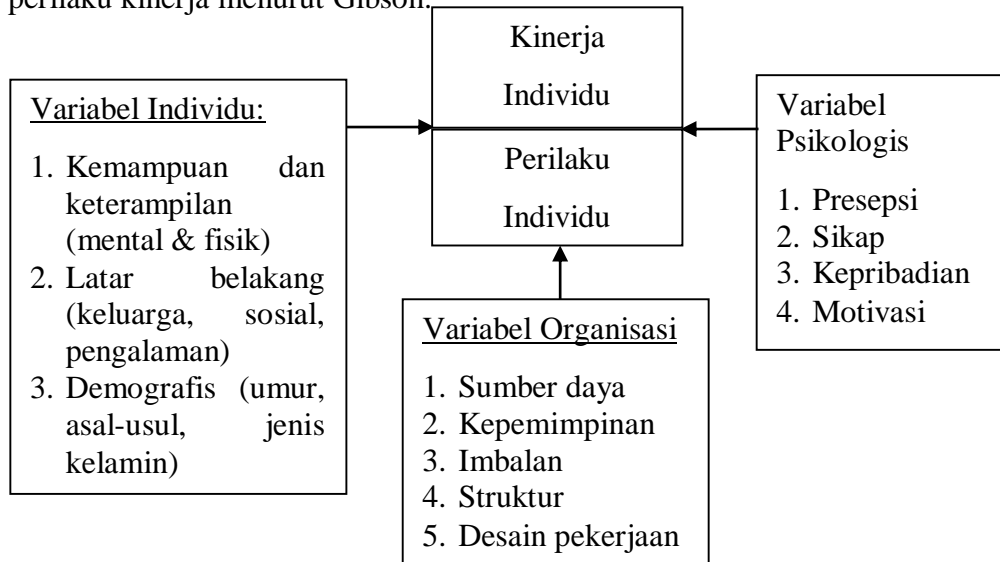 perilaku kinerja menurut Gibson.
Kinerja
Individu
Perilaku
Individu
Variabel Individu:
1. Kemampuan dan
keterampilan
(mental & fisik)
2. Latar belakang
(keluarga, sosial,
pengalaman)
3. Demografis (umur,
asal-usul, jenis
kelamin)
Variabel
Psikologis
1. Presepsi
2. Sikap
3. Kepribadian
4. Motivasi
Variabel Organisasi
1. Sumber daya
2. Kepemimpinan
3. Imbalan
4. Struktur
5. Desain pekerjaan